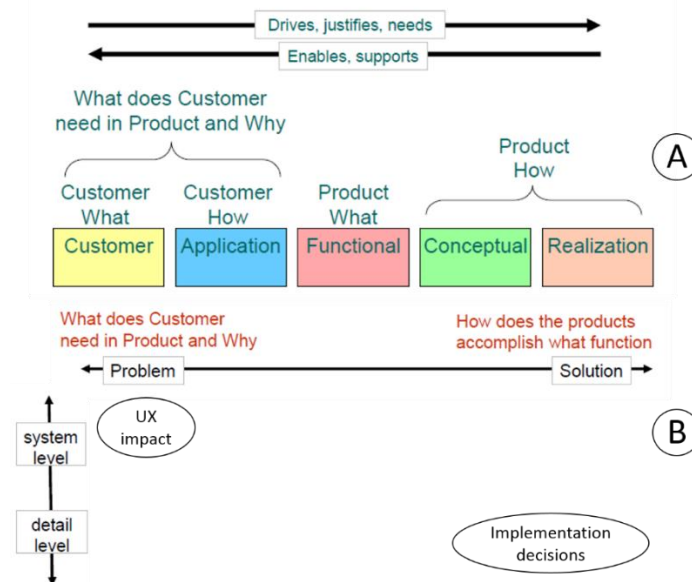 Drives, justifies, needs
Enables, supports
What does Customer
need in Product and Why
Product
How
A
Customer
What
Customer
How
Product
What
Customer
Application
Functional
Conceptual
Realization
What does Customer
need in Product and Why
How does the products
accomplish what function
Problem
Solution
UX
impact
B
system
level
detail
level
Implementation
decisions